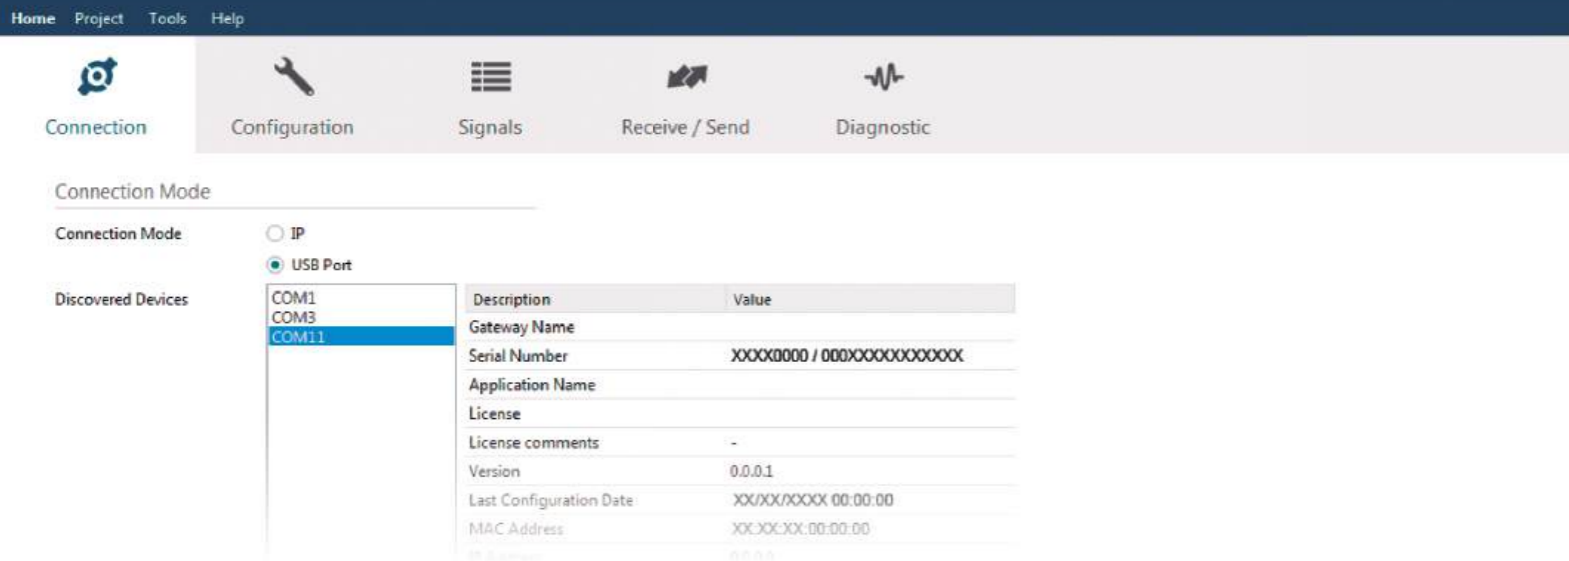 Home Project Tools Help
Connection Configuration Signals Receive / Send Diagnostic
Connection Mode
Connection Mode IP
USB Port
Discovered Devices
COM1
COM3
COM11
Description Value
Gateway Name
Serial Number XXXX0000 / 000XXXXXXXXXXX
Application Name
License
License comments -
Version 0.0.0.1
Last Configuration Date XX/XX/XXXX 00:00:00
MAC Address XX:XX:XX:00:00:00